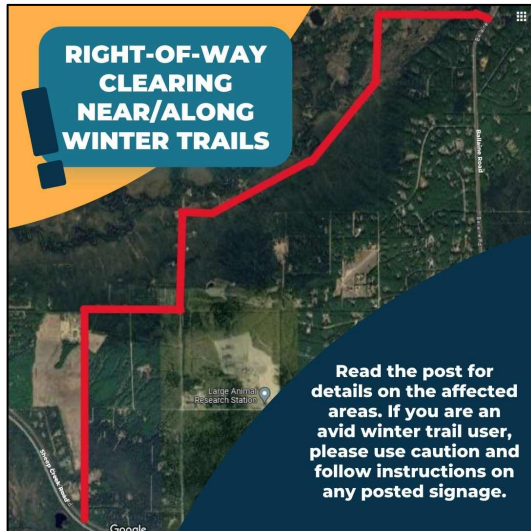 RIGHT-OF-WAY
CLEARING
NEAR/ALONG
WINTER TRAILS
!
Ballaine Road
Large Animal
Research Station
Sheep Creek Road
Google
Read the post for
details on the affected
areas. If you are an
avid winter trail user,
please use caution and
follow instructions on
any posted signage.